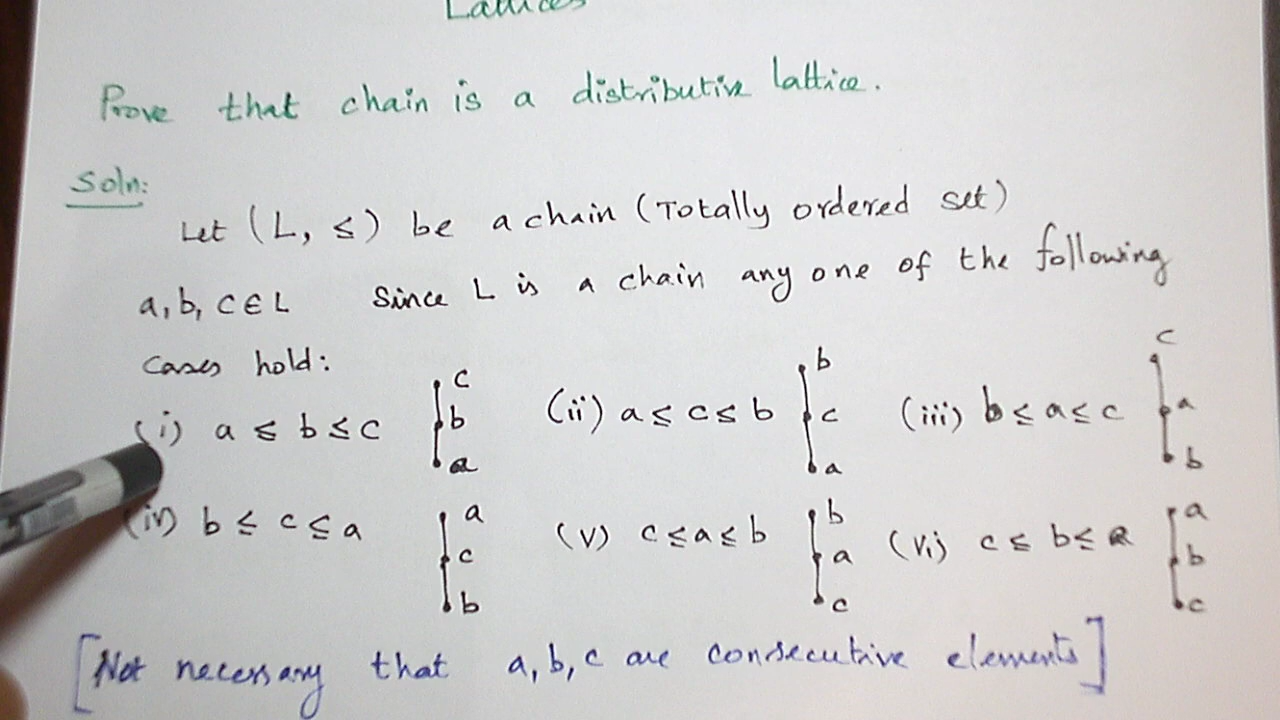 Lattices
Prove that chain is a distributive lattice.
Soln:
Let (L, ≤) be a chain (Totally ordered set)
a, b, c ∈ L Since L is a chain any one of the following
cases hold:
(i) a ≤ b ≤ c c b a (ii) a ≤ c ≤ b b c a (iii) b ≤ a ≤ c c a b
(iv) b ≤ c ≤ a a c b (v) c ≤ a ≤ b b a c (vi) c ≤ b ≤ a a b c
[Not necessary that a, b, c are consecutive elements]